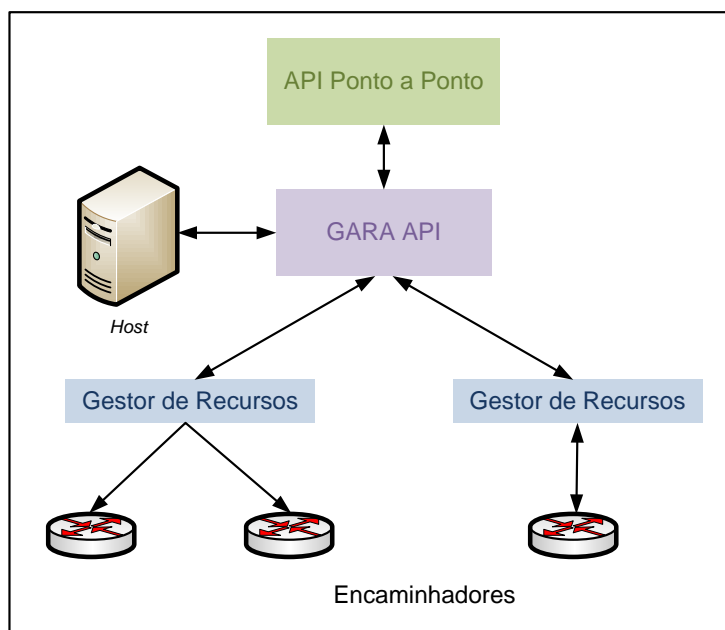 API Ponto a Ponto
GARA API
Host
Gestor de Recursos
Gestor de Recursos
Encaminhadores